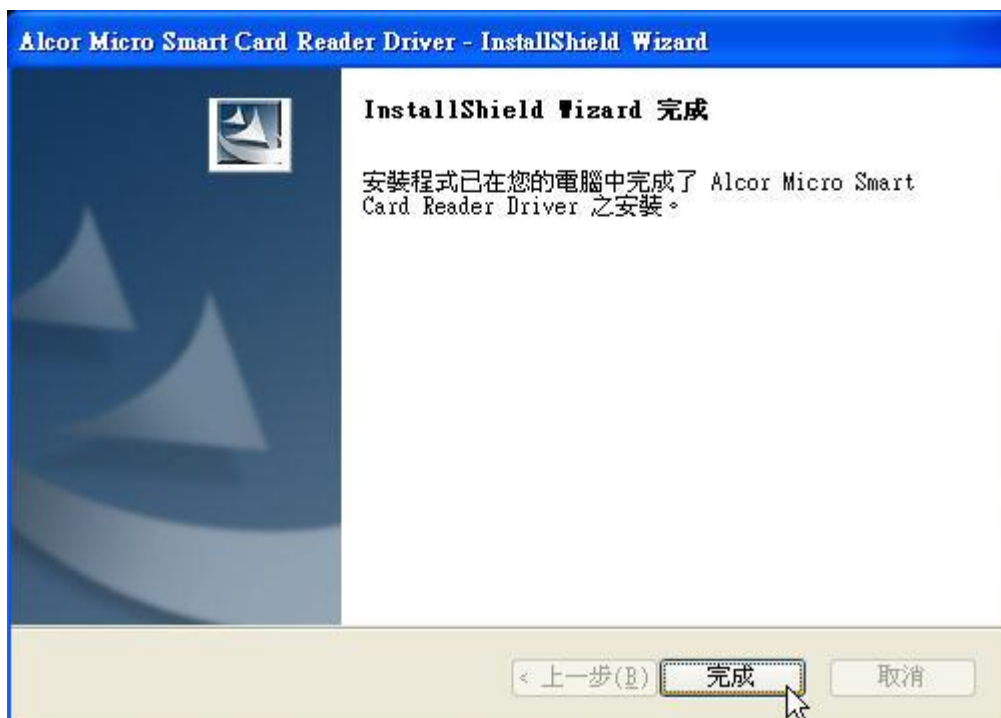 Alcor Micro Smart Card Reader Driver - InstallShield Wizard
InstallShield Wizard 完成
安裝程式已在您的電腦中完成了 Alcor Micro Smart
Card Reader Driver 之安裝。
< 上一步(B)
完成
取消